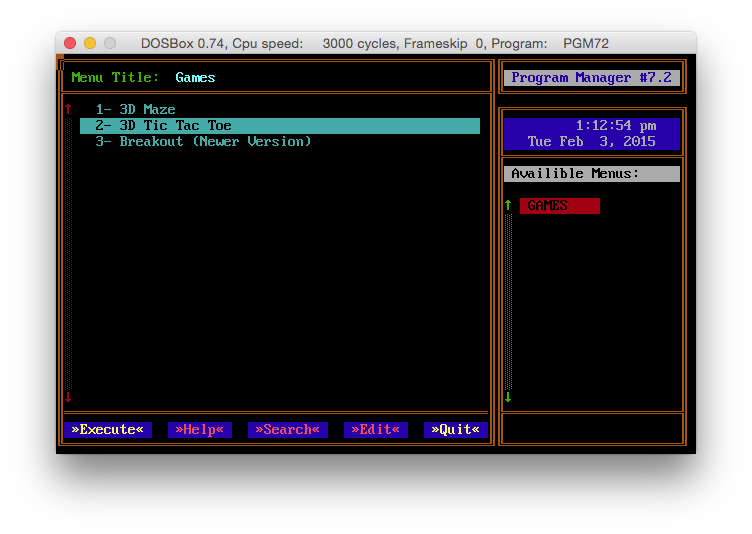 DOSBox 0.74, Cpu speed: 3000 cycles, Frameskip 0, Program: PGM72
Menu Title: Games
1- 3D Maze
2- 3D Tic Tac Toe
3- Breakout (Newer Version)
»Execute« »Help« »Search« »Edit« »Quit«
Program Manager #7.2
1:12:54 pm
Tue Feb 3, 2015
Availible Menus:
GAMES